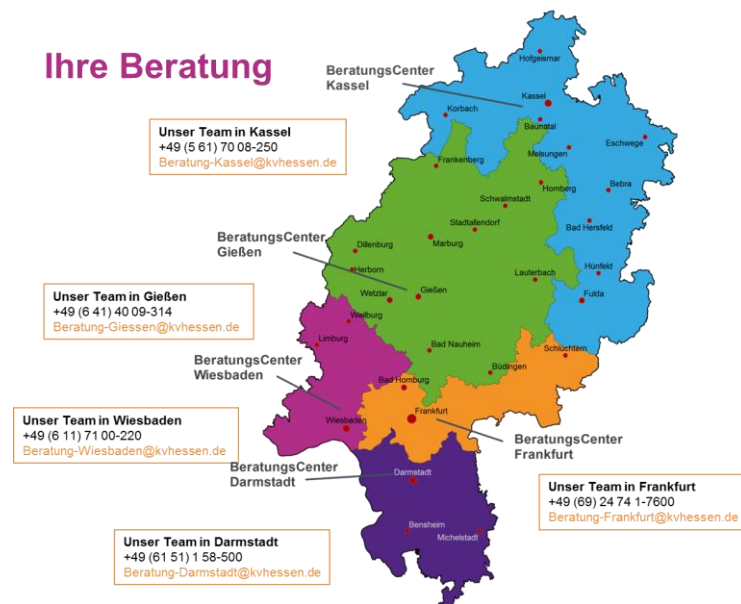 Ihre Beratung
BeratungsCenter
Kassel
Hofgeismar
Kassel
Korbach
Baunatal
Eschwege
Melsungen
Unser Team in Kassel
+49 (5 61) 70 08-250
Beratung-Kassel@kvhessen.de
Frankenberg
Homberg
Bebra
Schwalmstadt
Stadtallendorf
Bad Hersfeld
BeratungsCenter
Gießen
Marburg
Dillenburg
Herborn
Lauterbach
Hünfeld
Wetzlar
Gießen
Fulda
Unser Team in Gießen
+49 (6 41) 40 09-314
Beratung-Giessen@kvhessen.de
Weilburg
Limburg
Bad Nauheim
Schlüchtern
BeratungsCenter
Wiesbaden
Büdingen
Bad Homburg
Unser Team in Wiesbaden
+49 (6 11) 71 00-220
Beratung-Wiesbaden@kvhessen.de
Wiesbaden
Frankfurt
BeratungsCenter
Frankfurt
BeratungsCenter
Darmstadt
Darmstadt
Unser Team in Frankfurt
+49 (69) 24 74 1-7600
Beratung-Frankfurt@kvhessen.de
Bensheim
Michelstadt
Unser Team in Darmstadt
+49 (61 51) 1 58-500
Beratung-Darmstadt@kvhessen.de